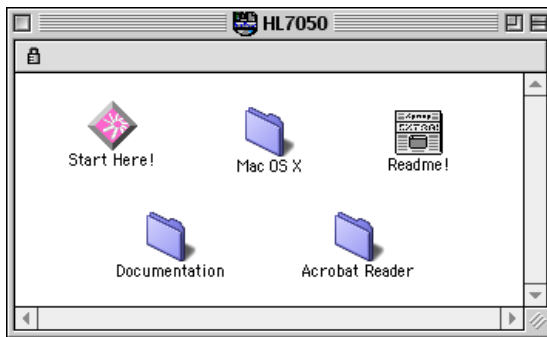 HL7050
Start Here!
Mac OS X
Readme!
Documentation
Acrobat Reader